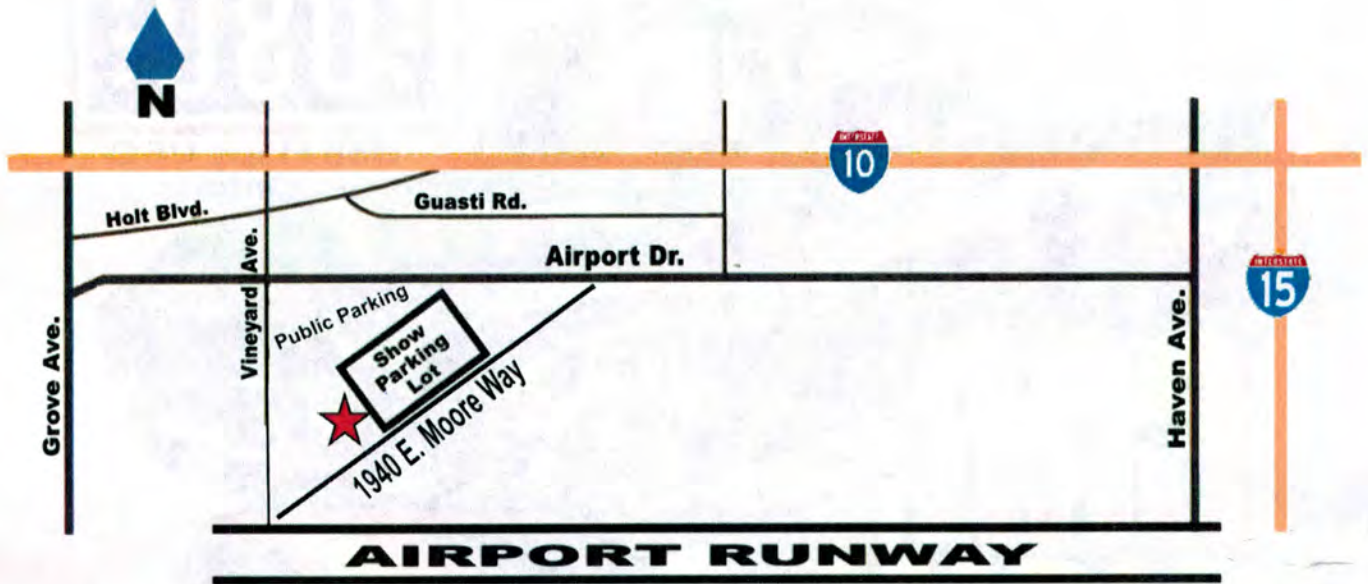 N
INTERSTATE
10
Holt Blvd.
Guasti Rd.
Airport Dr.
INTERSTATE
15
Grove Ave.
Vineyard Ave.
Public Parking
Show
Parking
Lot
1940 E. Moore Way
Haven Ave.
AIRPORT RUNWAY